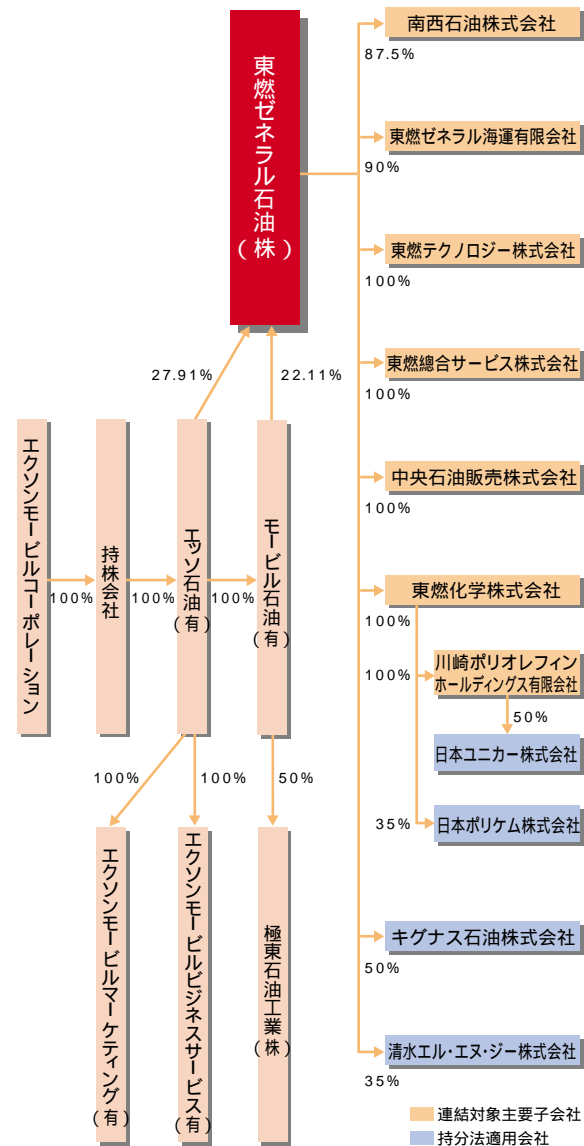 東燃ゼネラル石油(株)
南西石油株式会社
87.5%
東燃ゼネラル海運有限会社
90%
東燃テクノロジー株式会社
100%
東燃總合サービス株式会社
100%
中央石油販売株式会社
100%
東燃化学株式会社
100%
100%
川崎ポリオレフィン
ホールディングス有限会社
50%
日本ユニカー株式会社
35%
日本ポリケム株式会社
キグナス石油株式会社
50%
清水エル・エヌ・ジー株式会社
35%
27.91%
22.11%
エクソンモービルコーポレーション
100%
持株会社
100%
エッソ石油(有)
100%
モービル石油(有)
100%
100%
50%
エクソンモービルマーケティング(有)
エクソンモービルビジネスサービス(有)
極東石油工業(株)
連結対象主要子会社
持分法適用会社